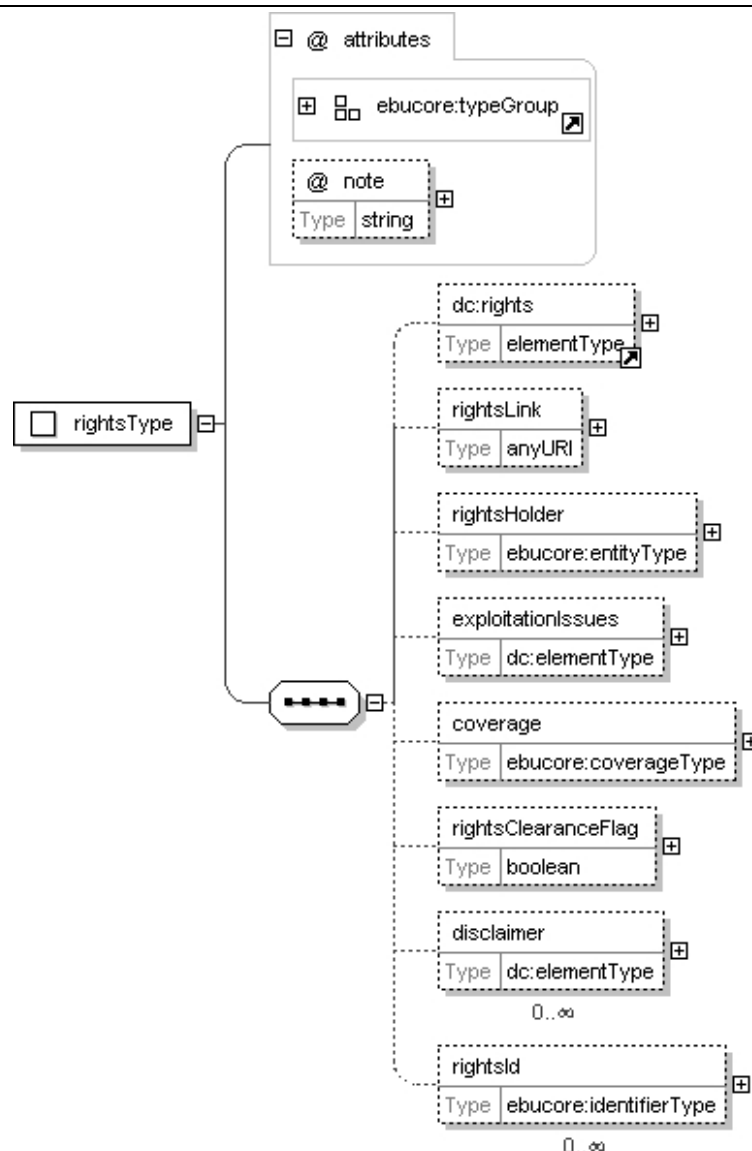 @ attributes
ebucore:typeGroup
@ note
Type string
dc:rights
Type elementType
rightsLink
Type anyURI
rightsHolder
Type ebucore:entityType
rightsType
exploitationIssues
Type dc:elementType
coverage
Type ebucore:coverageType
rightsClearanceFlag
Type boolean
disclaimer
Type dc:elementType
0..∞
rightsId
Type ebucore:identifierType
0..∞